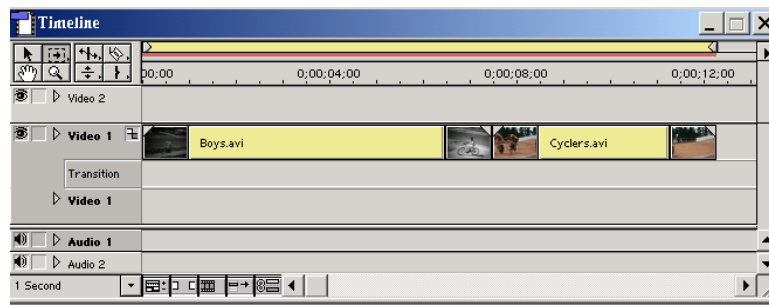 Timeline
00;00 0;00;04;00 0;00;08;00 0;00;12;00
Video 2
Video 1 Boys.avi Cyclers.avi
Transition
Video 1
Audio 1
Audio 2
1 Second